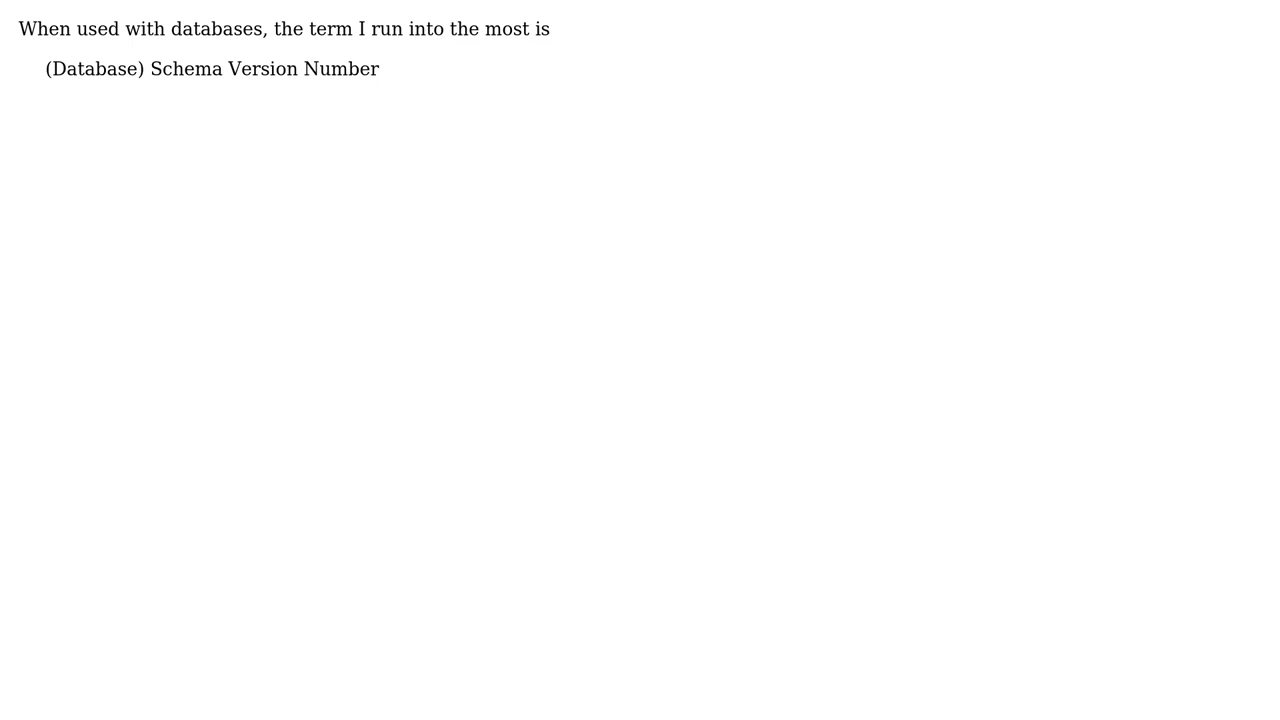 When used with databases, the term I run into the most is
(Database) Schema Version Number